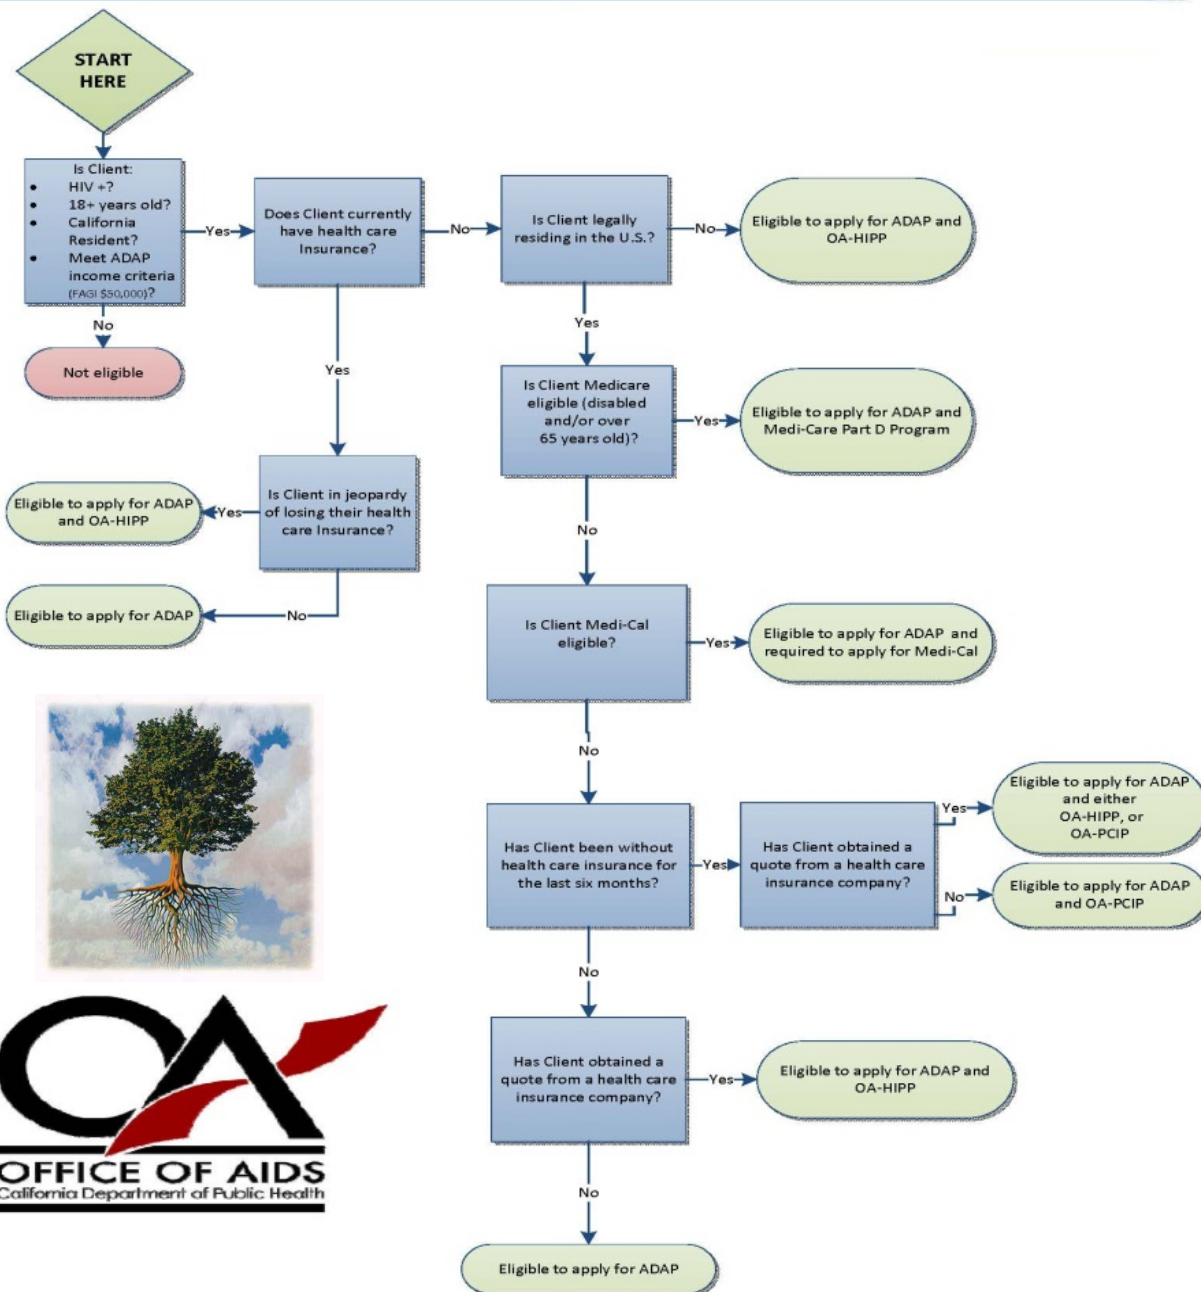 START
HERE
Is Client:
• HIV +?
• 18+ years old?
• California
Resident?
• Meet ADAP
income criteria
(FAGI $50,000)?
Yes
No
Not eligible
Does Client currently
have health care
Insurance?
No
Yes
Is Client legally
residing in the U.S.?
No
Eligible to apply for ADAP and
OA-HIPP
Yes
Is Client Medicare
eligible (disabled
and/or over
65 years old)?
Yes
Eligible to apply for ADAP and
Medi-Care Part D Program
No
Is Client in jeopardy
of losing their health
care Insurance?
Yes
Eligible to apply for ADAP
and OA-HIPP
No
Eligible to apply for ADAP
Is Client Medi-Cal
eligible?
Yes
Eligible to apply for ADAP and
required to apply for Medi-Cal
No
Has Client been without
health care insurance for
the last six months?
Yes
Has Client obtained a
quote from a health care
insurance company?
Yes
Eligible to apply for ADAP
and either
OA-HIPP, or
OA-PCIP
No
Eligible to apply for ADAP
and OA-PCIP
No
Has Client obtained a
quote from a health care
insurance company?
Yes
Eligible to apply for ADAP and
OA-HIPP
No
Eligible to apply for ADAP
OA
OFFICE OF AIDS
California Department of Public Health